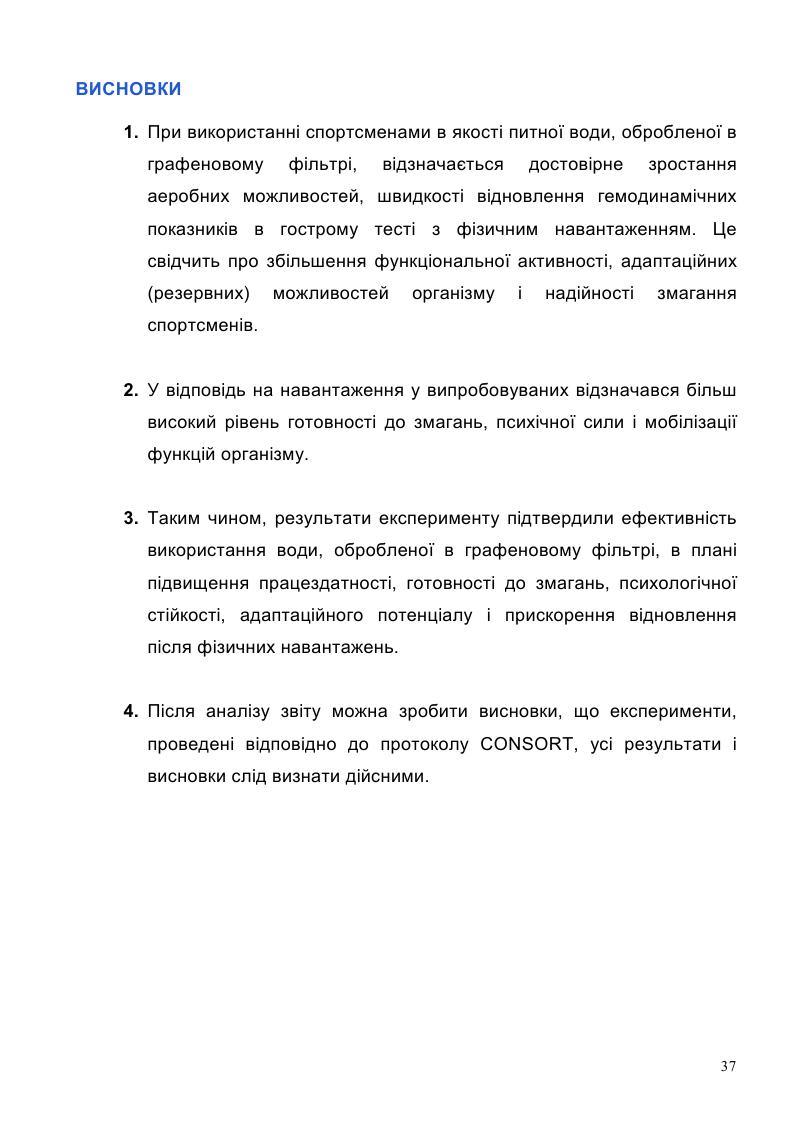 ВИСНОВКИ
1. При використанні спортсменами в якості питної води, обробленої в
графеновому фільтрі, відзначається достовірне зростання
аеробних можливостей, швидкості відновлення гемодинамічних
показників в гострому тесті з фізичним навантаженням. Це
свідчить про збільшення функціональної активності, адаптаційних
(резервних) можливостей організму і надійності змагання
спортсменів.
2. У відповідь на навантаження у випробовуваних відзначався більш
високий рівень готовності до змагань, психічної сили і мобілізації
функцій організму.
3. Таким чином, результати експерименту підтвердили ефективність
використання води, обробленої в графеновому фільтрі, в плані
підвищення працездатності, готовності до змагань, психологічної
стійкості, адаптаційного потенціалу і прискорення відновлення
після фізичних навантажень.
4. Після аналізу звіту можна зробити висновки, що експерименти,
проведені відповідно до протоколу CONSORT, усі результати і
висновки слід визнати дійсними.
37